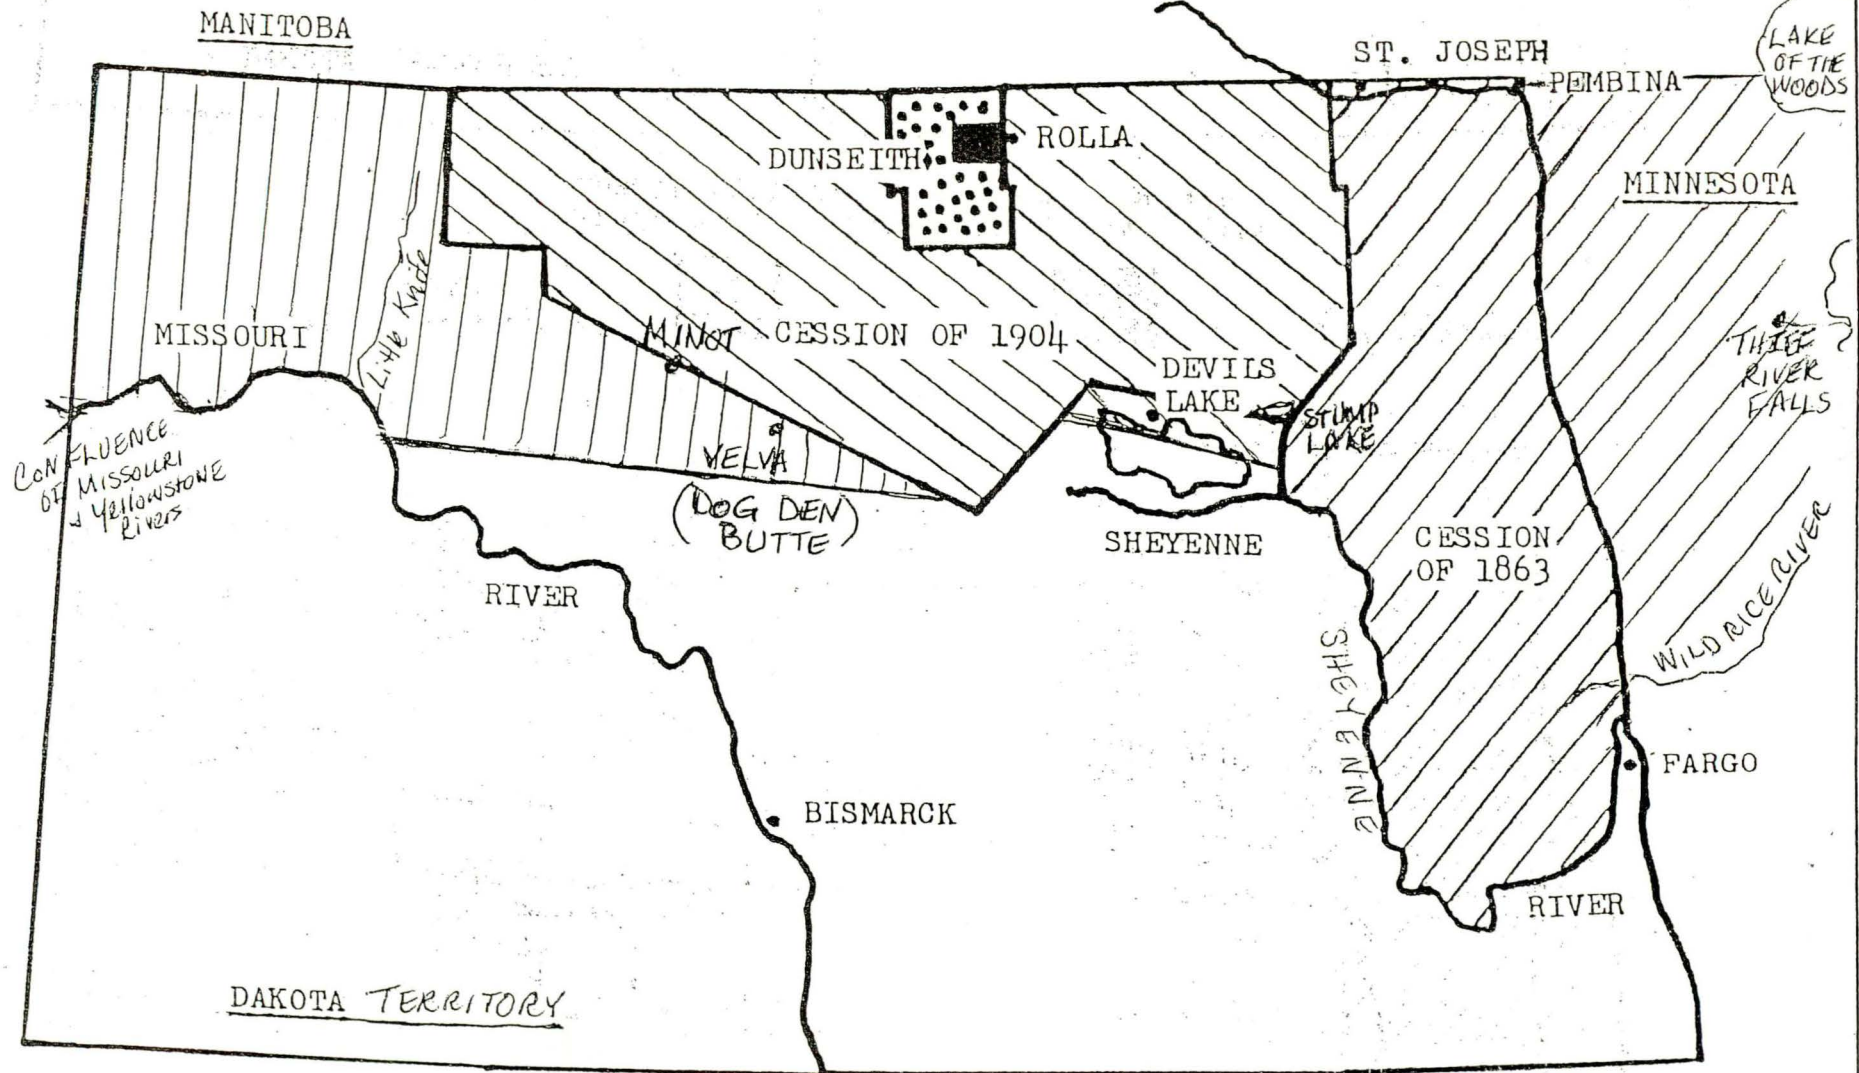 MANITOBA
ST. JOSEPH
LAKE
OF THE
WOODS
PEMBINA
ROLLA
DUNSEITH
MINNESOTA
Little Knife
MISSOURI
MINOT
CESSION OF 1904
DEVILS
LAKE
STUMP
LAKE
THIEF
RIVER
FALLS
CONFLUENCE
OF MISSOURI
& Yellowstone
Rivers
VELVA
(DOG DEN)
BUTTE
SHEYENNE
CESSION
OF 1863
RIVER
WILD RICE RIVER
SHEYENNE
FARGO
BISMARCK
RIVER
DAKOTA TERRITORY